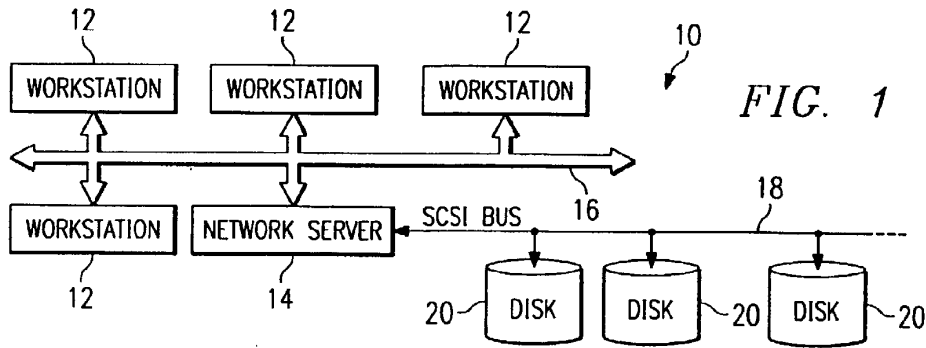 12
12
12
10
WORKSTATION
WORKSTATION
WORKSTATION
FIG. 1
16
18
WORKSTATION
NETWORK SERVER
SCSI BUS
12
14
20
DISK
DISK
20
DISK
20